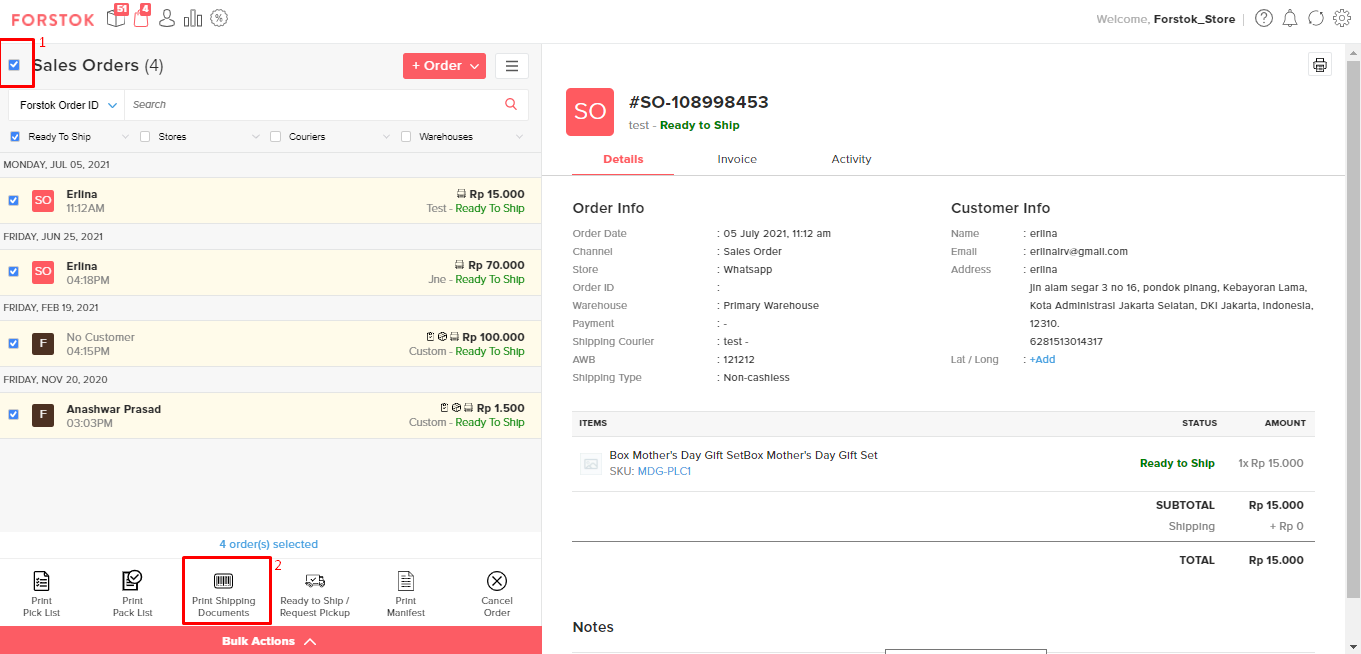 FORSTOK 51 4
Welcome, Forstok_Store
1
Sales Orders (4)
+ Order
Forstok Order ID Search
Ready To Ship Stores Couriers Warehouses
MONDAY, JUL 05, 2021
SO Erlina Rp 15.000
11:12AM Test - Ready To Ship
FRIDAY, JUN 25, 2021
SO Erlina Rp 70.000
04:18PM Jne - Ready To Ship
FRIDAY, FEB 19, 2021
F No Customer Rp 100.000
04:15PM Custom - Ready To Ship
FRIDAY, NOV 20, 2020
F Anashwar Prasad Rp 1.500
03:03PM Custom - Ready To Ship
4 order(s) selected
2
Print
Pick List
Print
Pack List
Print Shipping
Documents
Ready to Ship /
Request Pickup
Print
Manifest
Cancel
Order
Bulk Actions
SO #SO-108998453
test - Ready to Ship
Details Invoice Activity
Order Info
Order Date : 05 July 2021, 11:12 am
Channel : Sales Order
Store : Whatsapp
Order ID :
Warehouse : Primary Warehouse
Payment : -
Shipping Courier : test -
AWB : 121212
Shipping Type : Non-cashless
Customer Info
Name : erlina
Email : erlinalrv@gmail.com
Address : erlina
jln alam segar 3 no 16, pondok pinang, Kebayoran Lama,
Kota Administrasi Jakarta Selatan, DKI Jakarta, Indonesia,
12310.
6281513014317
Lat / Long : +Add
ITEMS STATUS AMOUNT
Box Mother's Day Gift SetBox Mother's Day Gift Set
SKU: MDG-PLC1
Ready to Ship 1x Rp 15.000
SUBTOTAL Rp 15.000
Shipping + Rp 0
TOTAL Rp 15.000
Notes